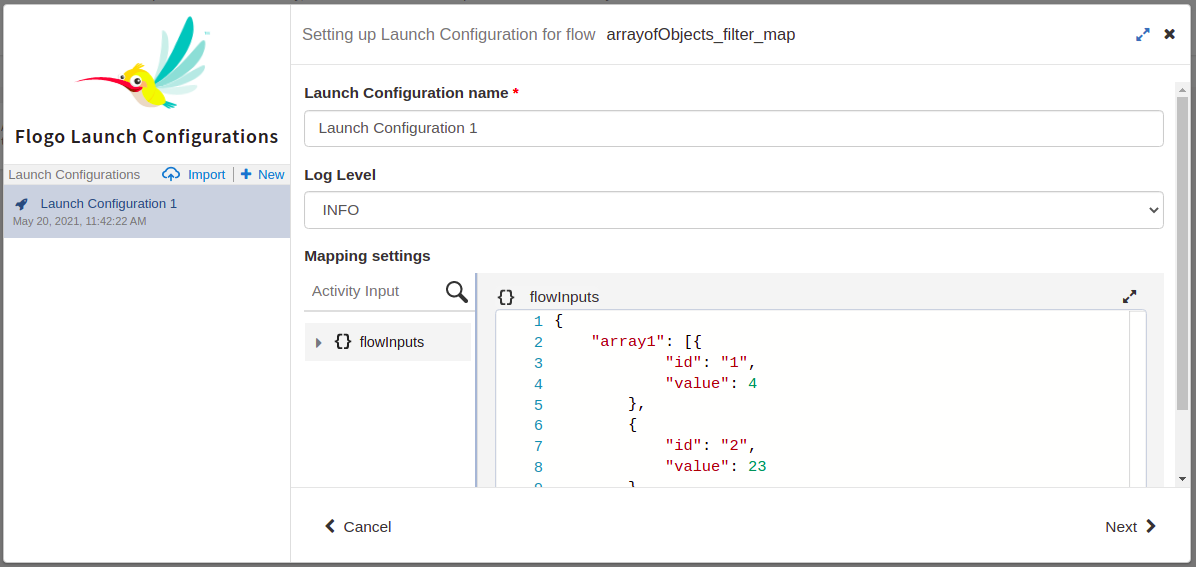 Flogo Launch Configurations
Launch Configurations Import New
Launch Configuration 1
May 20, 2021, 11:42:22 AM
Setting up Launch Configuration for flow arrayofObjects_filter_map
Launch Configuration name *
Launch Configuration 1
Log Level
INFO
Mapping settings
Activity Input
{} flowInputs
{} flowInputs
1 {
2 "array1": [{
3 "id": "1",
4 "value": 4
5 },
6 {
7 "id": "2",
8 "value": 23
9 }
Cancel
Next